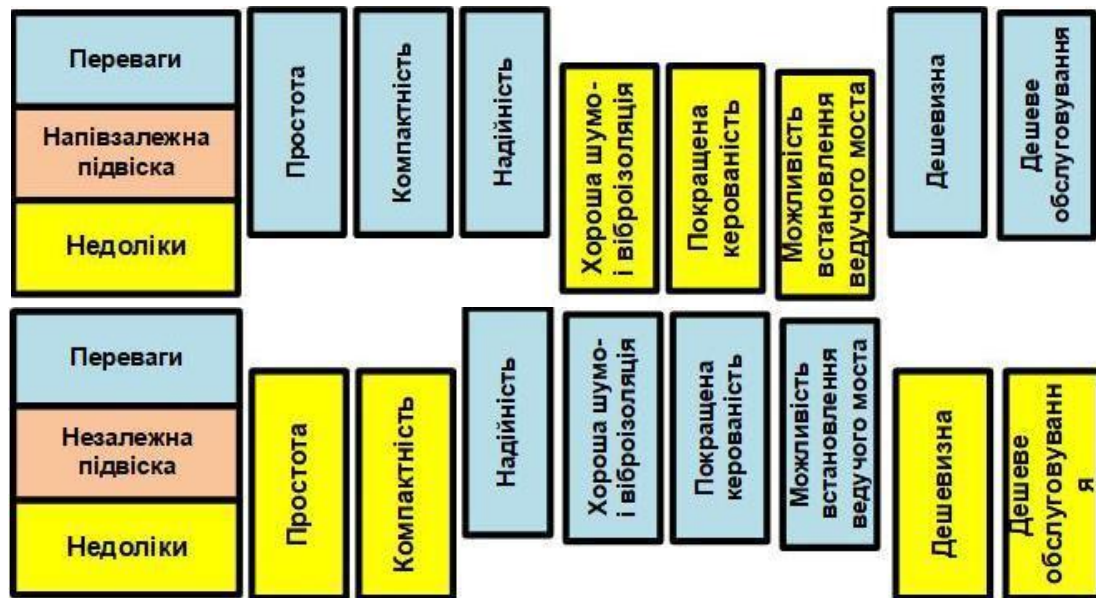 Переваги
Напівзалежна
підвіска
Недоліки
Простота
Компактність
Надійність
Хороша шумо-
і віброізоляція
Покращена
керованість
Можливість
встановлення
ведучого моста
Дешевизна
Дешеве
обслуговування
Переваги
Незалежна
підвіска
Недоліки
Простота
Компактність
Надійність
Хороша шумо-
і віброізоляція
Покращена
керованість
Можливість
встановлення
ведучого моста
Дешевизна
Дешеве
обслуговуванн
я